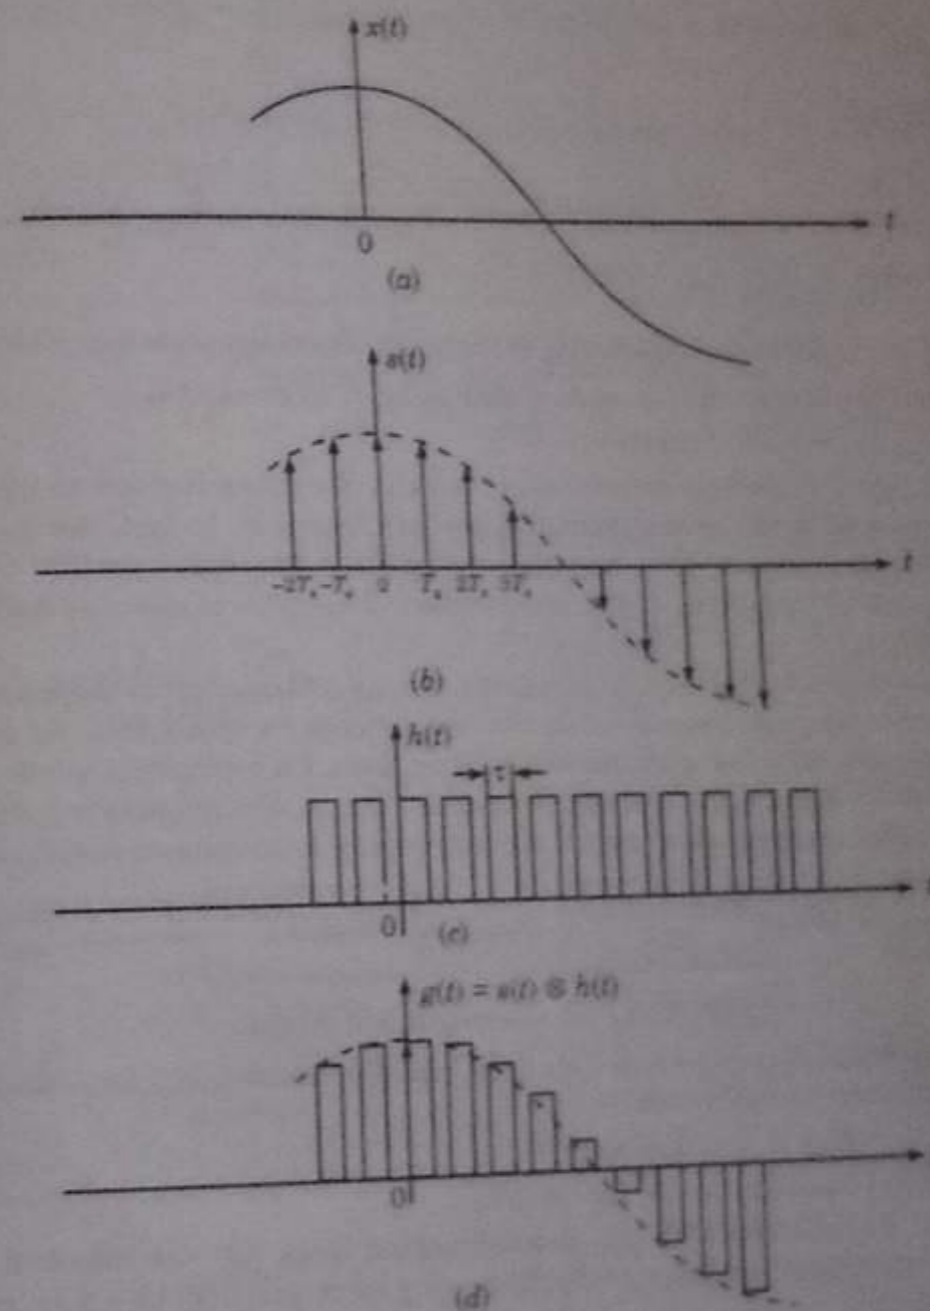 x(t)
t
0
(a)
s(t)
t
-2Tₛ -Tₛ 0 Tₛ 2Tₛ 3Tₛ
(b)
h(t)
τ
0
(c)
g(t) = s(t) ⊗ h(t)
0
(d)